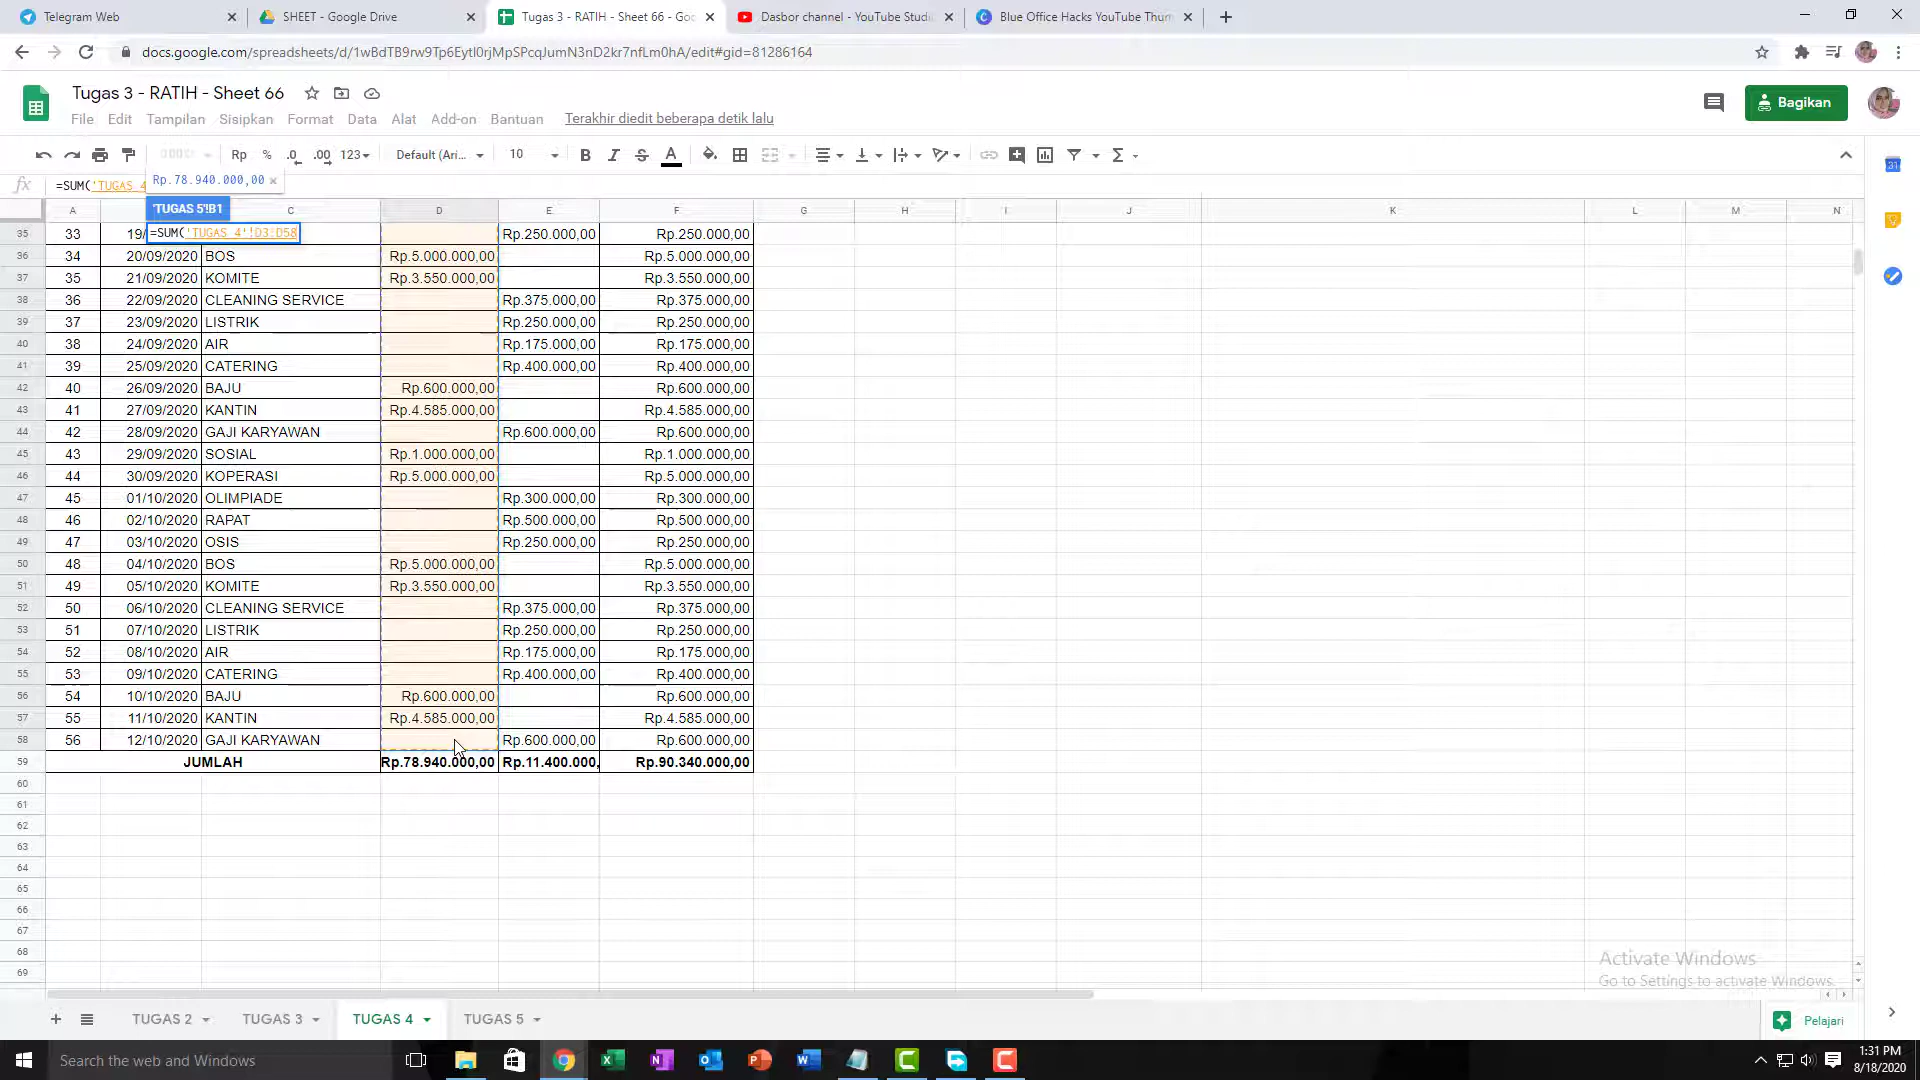 Telegram Web
SHEET - Google Drive
Tugas 3 - RATIH - Sheet 66 - Goo
Dasbor channel - YouTube Studi
Blue Office Hacks YouTube Thum
Tugas 3 - RATIH - Sheet 66
File Edit Tampilan Sisipkan Format Data Alat Add-on Bantuan Terakhir diedit beberapa detik lalu
Bagikan
Rp % .0 .00 123 Default (Ari... 10 B I S A Σ
Rp.78.940.000,00 ×
fx =SUM('TUGAS 4
'TUGAS 5'!B1
A C D E F G H I J K L M N
=SUM('TUGAS 4'!D3:D58
35 33 19/ Rp.250.000,00 Rp.250.000,00
36 34 20/09/2020 BOS Rp.5.000.000,00 Rp.5.000.000,00
37 35 21/09/2020 KOMITE Rp.3.550.000,00 Rp.3.550.000,00
38 36 22/09/2020 CLEANING SERVICE Rp.375.000,00 Rp.375.000,00
39 37 23/09/2020 LISTRIK Rp.250.000,00 Rp.250.000,00
40 38 24/09/2020 AIR Rp.175.000,00 Rp.175.000,00
41 39 25/09/2020 CATERING Rp.400.000,00 Rp.400.000,00
42 40 26/09/2020 BAJU Rp.600.000,00 Rp.600.000,00
43 41 27/09/2020 KANTIN Rp.4.585.000,00 Rp.4.585.000,00
44 42 28/09/2020 GAJI KARYAWAN Rp.600.000,00 Rp.600.000,00
45 43 29/09/2020 SOSIAL Rp.1.000.000,00 Rp.1.000.000,00
46 44 30/09/2020 KOPERASI Rp.5.000.000,00 Rp.5.000.000,00
47 45 01/10/2020 OLIMPIADE Rp.300.000,00 Rp.300.000,00
48 46 02/10/2020 RAPAT Rp.500.000,00 Rp.500.000,00
49 47 03/10/2020 OSIS Rp.250.000,00 Rp.250.000,00
50 48 04/10/2020 BOS Rp.5.000.000,00 Rp.5.000.000,00
51 49 05/10/2020 KOMITE Rp.3.550.000,00 Rp.3.550.000,00
52 50 06/10/2020 CLEANING SERVICE Rp.375.000,00 Rp.375.000,00
53 51 07/10/2020 LISTRIK Rp.250.000,00 Rp.250.000,00
54 52 08/10/2020 AIR Rp.175.000,00 Rp.175.000,00
55 53 09/10/2020 CATERING Rp.400.000,00 Rp.400.000,00
56 54 10/10/2020 BAJU Rp.600.000,00 Rp.600.000,00
57 55 11/10/2020 KANTIN Rp.4.585.000,00 Rp.4.585.000,00
58 56 12/10/2020 GAJI KARYAWAN Rp.600.000,00 Rp.600.000,00
59 JUMLAH Rp.78.940.000,00 Rp.11.400.000, Rp.90.340.000,00
60
61
62
63
64
65
66
67
68
69
Activate Windows
Go to Settings to activate Windows.
TUGAS 2 TUGAS 3 TUGAS 4 TUGAS 5
Pelajari
Search the web and Windows
1:31 PM
8/18/2020